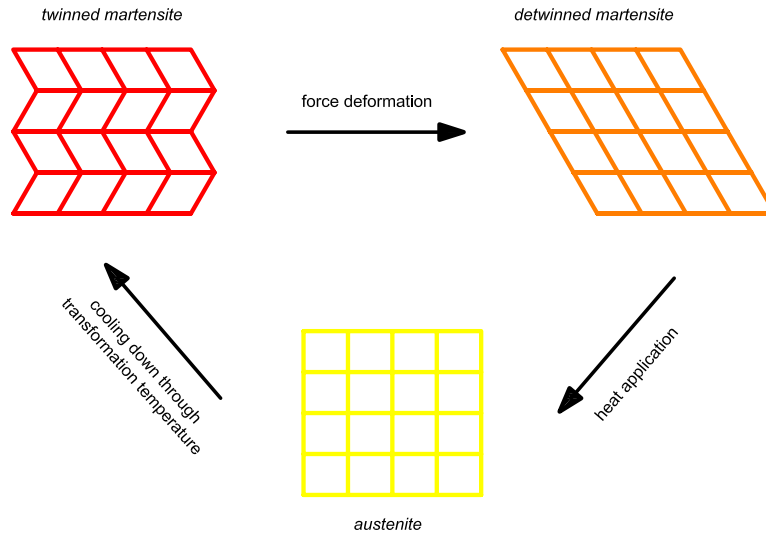 twinned martensite
detwinned martensite
force deformation
cooling down through
transformation temperature
heat application
austenite